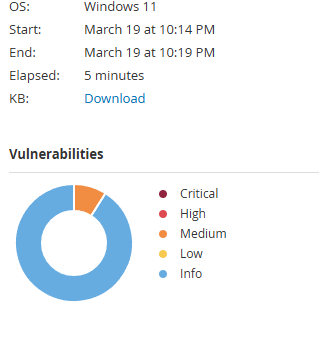 OS: Windows 11
Start: March 19 at 10:14 PM
End: March 19 at 10:19 PM
Elapsed: 5 minutes
KB: Download
Vulnerabilities
Critical
High
Medium
Low
Info